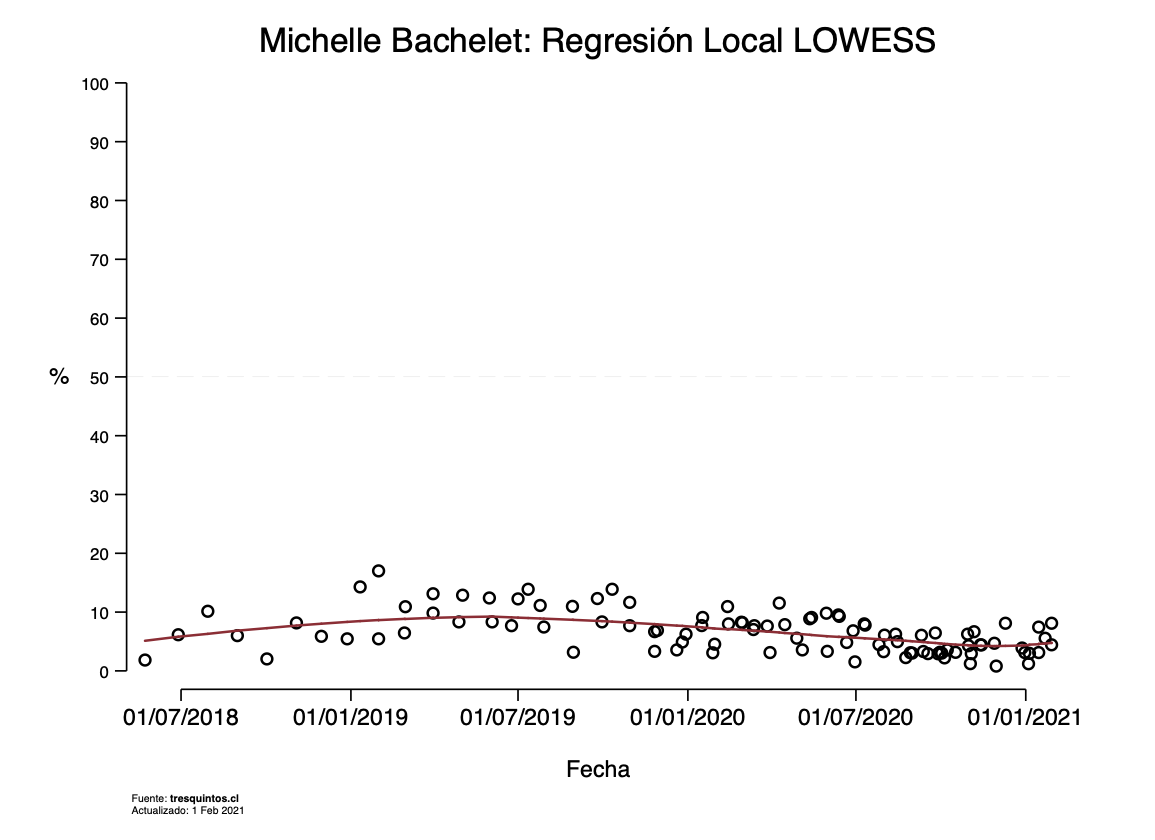 Michelle Bachelet: Regresión Local LOWESS
100
90
80
70
60
% 50
40
30
20
10
0
01/07/2018 01/01/2019 01/07/2019 01/01/2020 01/07/2020 01/01/2021
Fecha
Fuente: tresquintos.cl
Actualizado: 1 Feb 2021